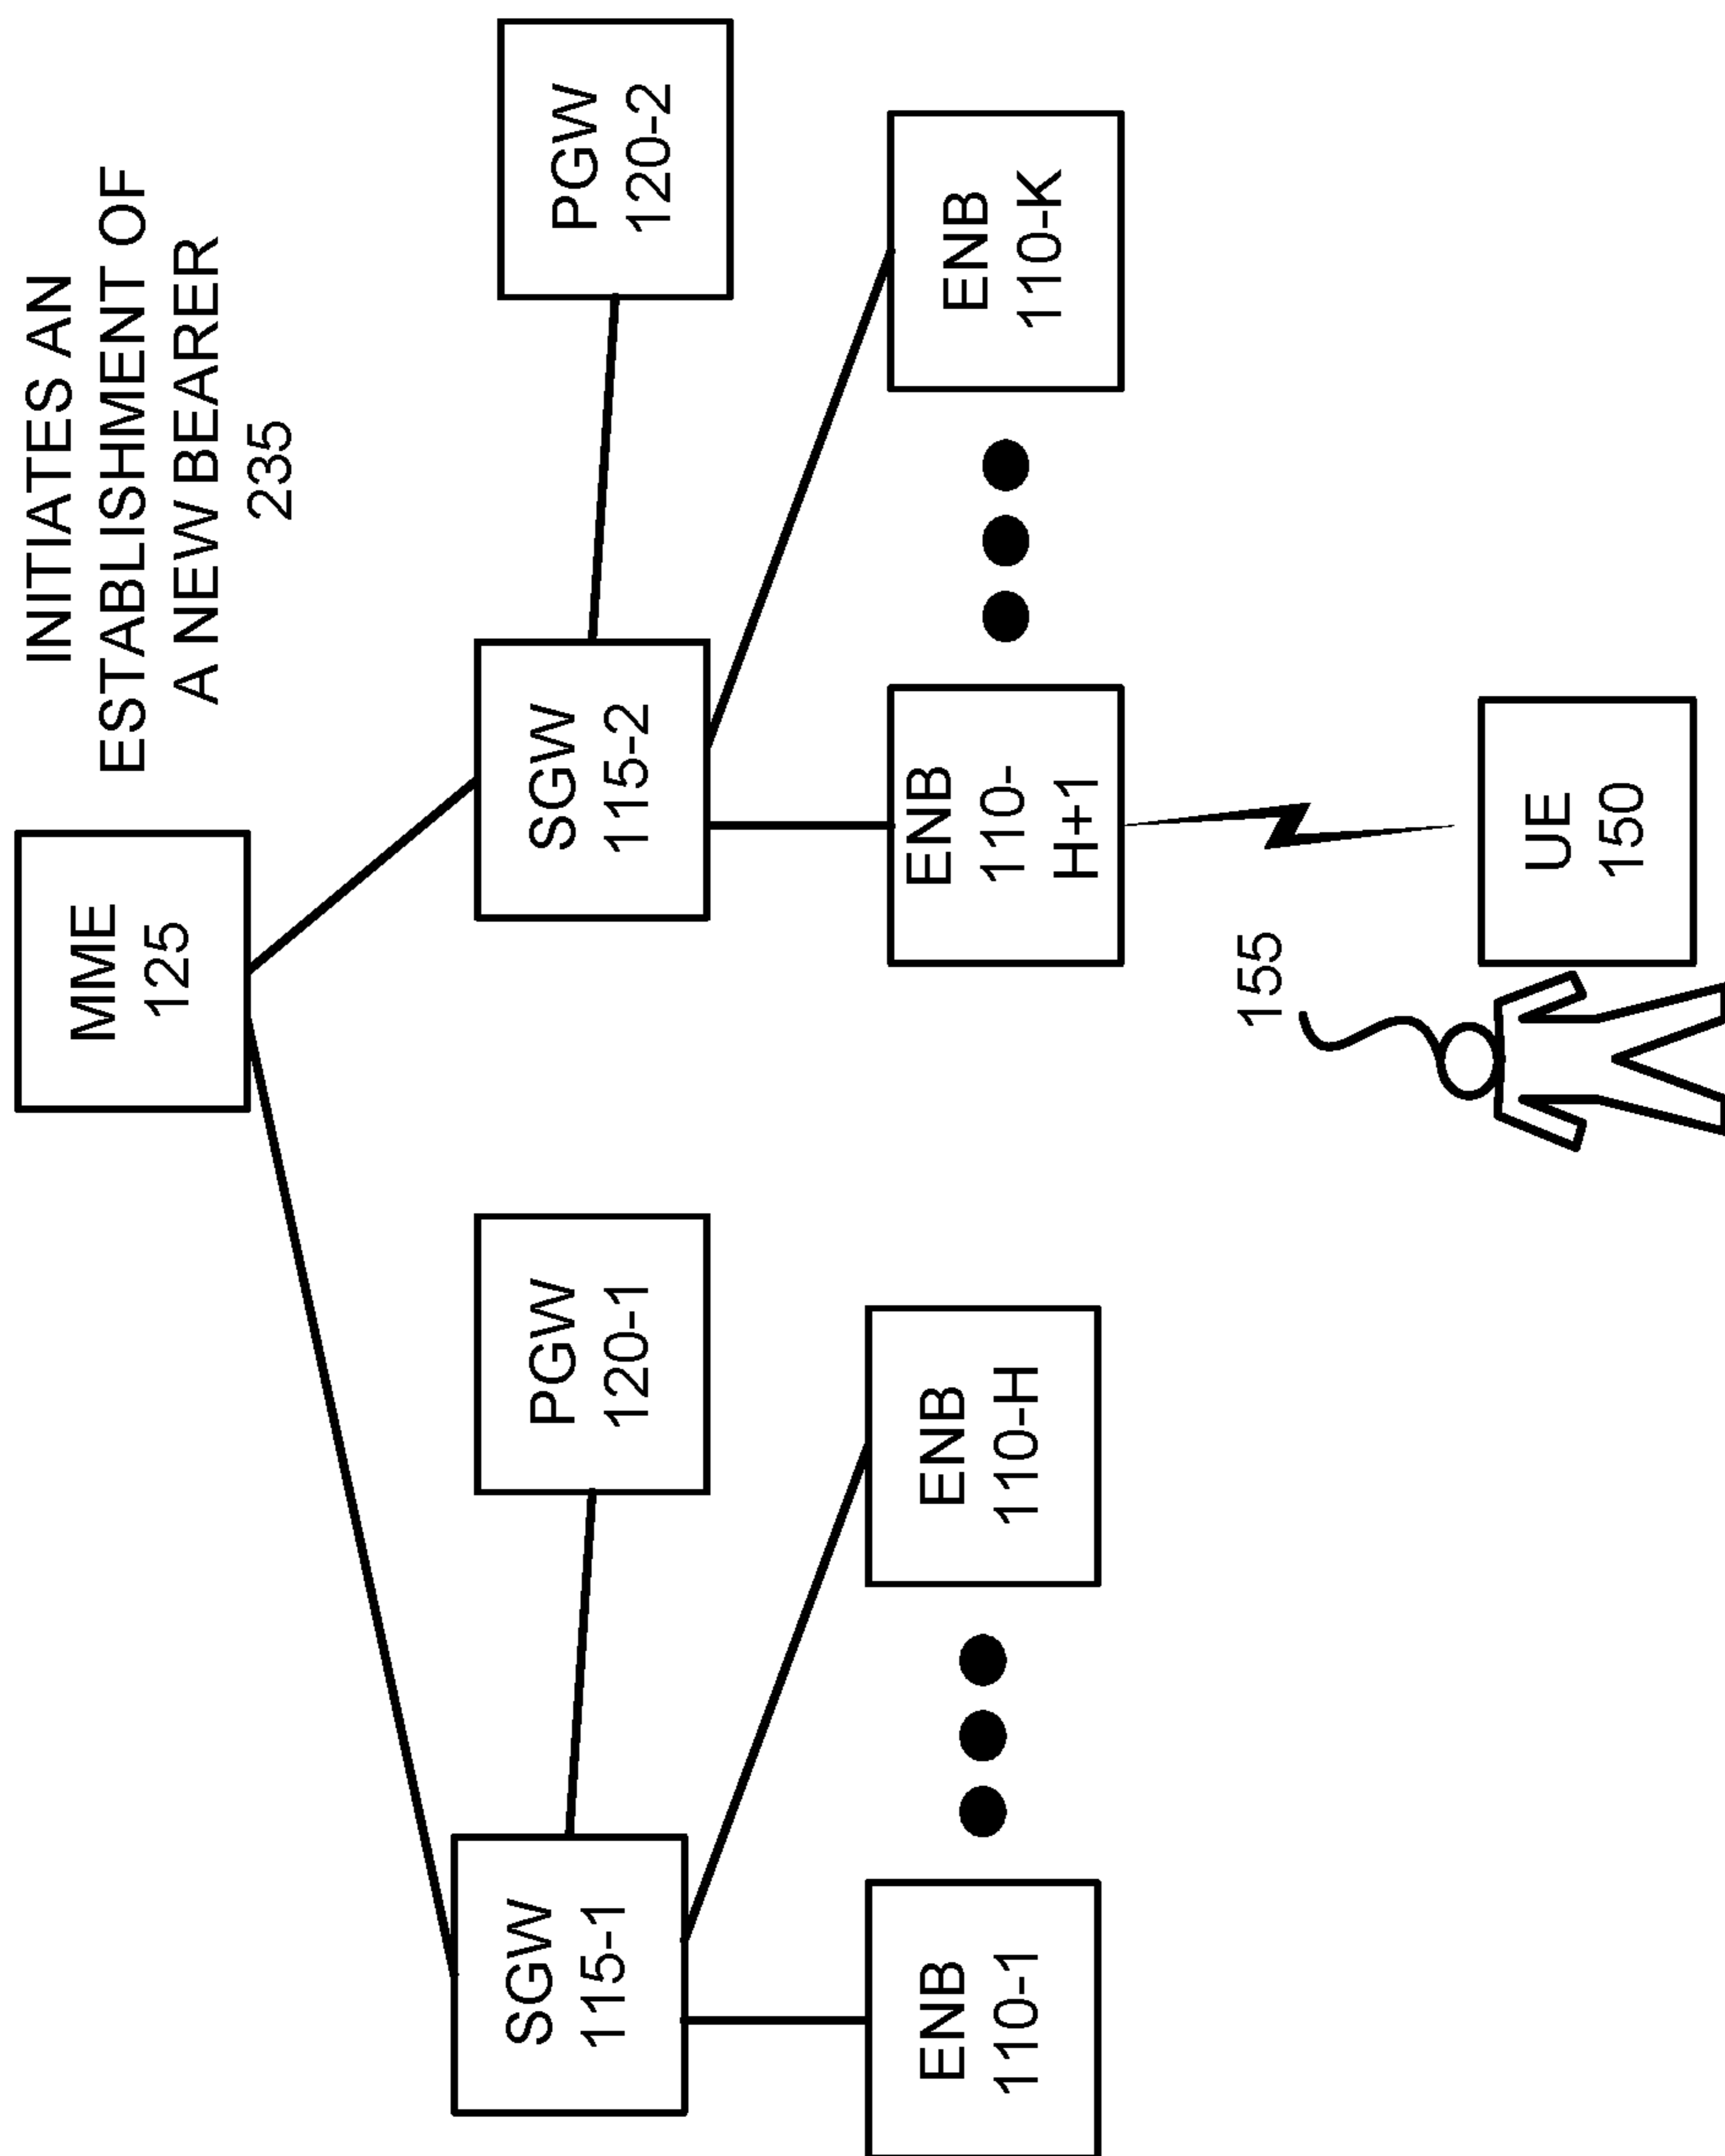 MME
125
INITIATES AN
ESTABLISHMENT OF
A NEW BEARER
235
SGW
115-1
PGW
120-1
SGW
115-2
PGW
120-2
ENB
110-1
ENB
110-H
ENB
110-
H+1
ENB
110-K
155
UE
150